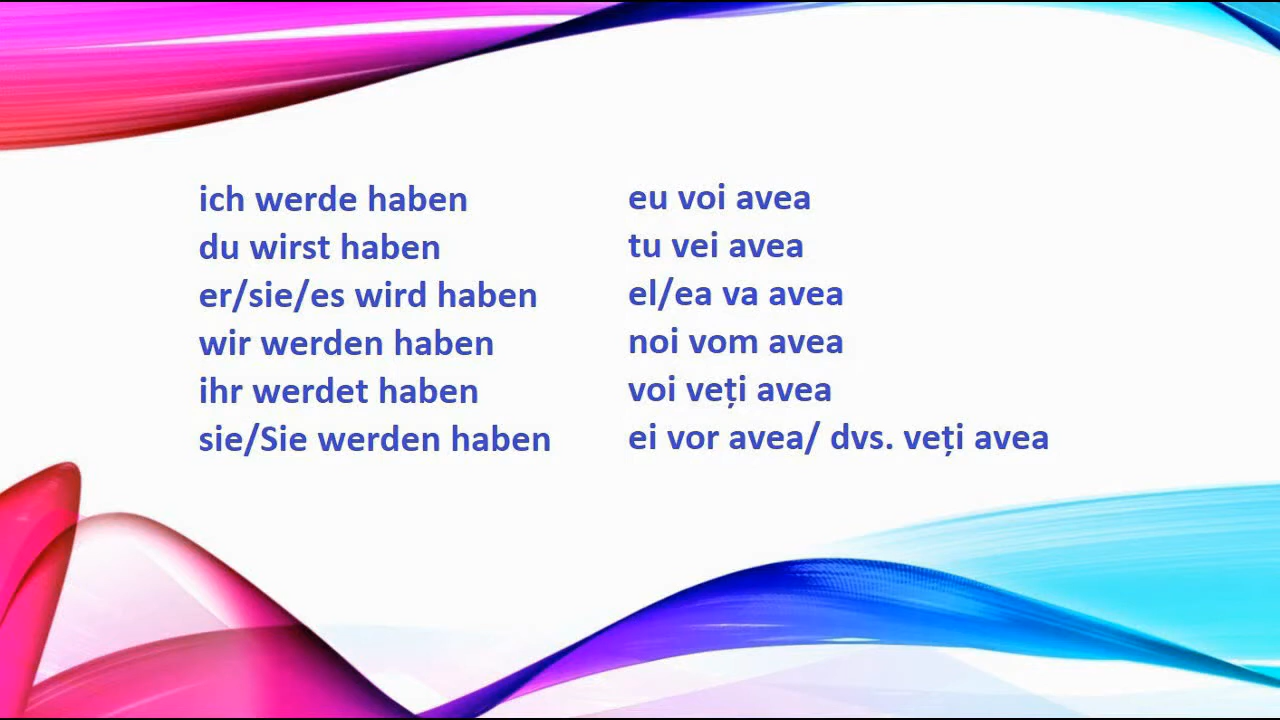 ich werde haben
du wirst haben
er/sie/es wird haben
wir werden haben
ihr werdet haben
sie/Sie werden haben
eu voi avea
tu vei avea
el/ea va avea
noi vom avea
voi veți avea
ei vor avea/ dvs. veți avea